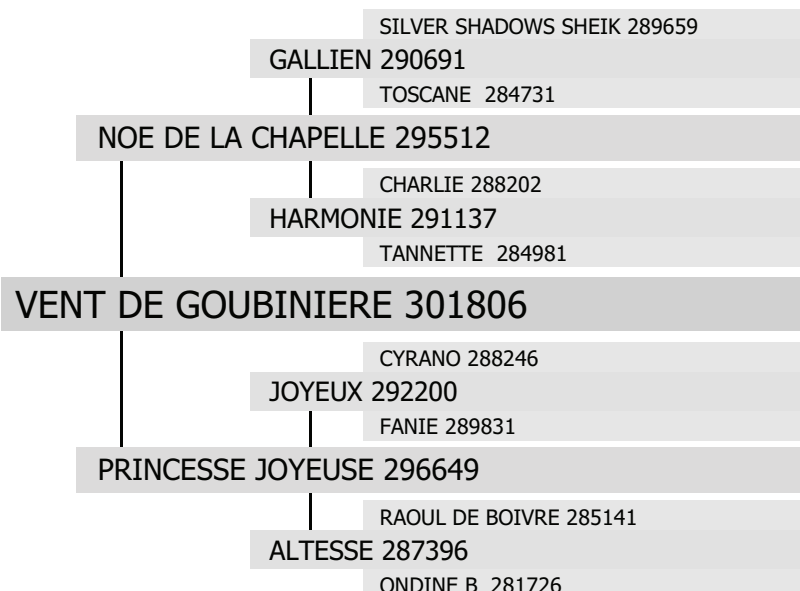 SILVER SHADOWS SHEIK 289659
GALLIEN 290691
TOSCANE 284731
NOE DE LA CHAPELLE 295512
CHARLIE 288202
HARMONIE 291137
TANNETTE 284981
VENT DE GOUBINIERE 301806
CYRANO 288246
JOYEUX 292200
FANIE 289831
PRINCESSE JOYEUSE 296649
RAOUL DE BOIVRE 285141
ALTESSE 287396
ONDINE B 281726